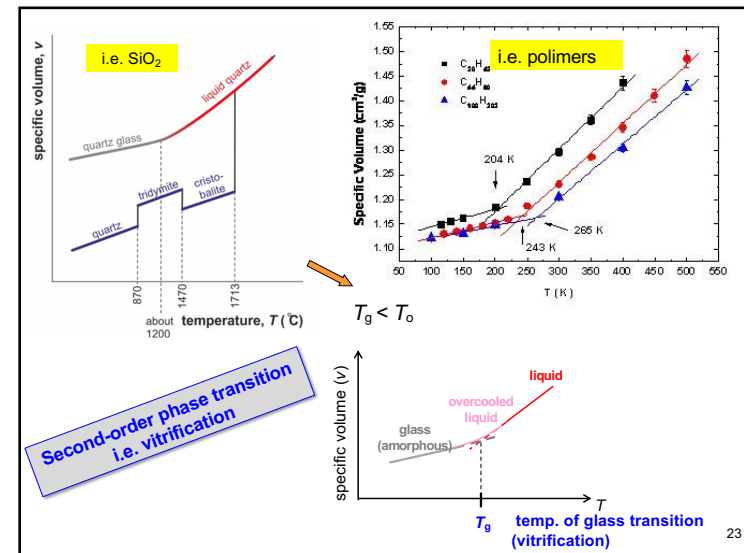 i.e. SiO₂
specific volume, v
liquid quartz
quartz glass
tridymite
cristo-
balite
quartz
870
1470
1713
about
1200
temperature, T (°C)
i.e. polimers
1.55
1.50
1.45
1.40
1.35
1.30
1.25
1.20
1.15
1.10
Specific Volume (cm³/g)
204 K
243 K
265 K
50 100 150 200 250 300 350 400 450 500 550
T (K)
Tg < To
Second-order phase transition
i.e. vitrification
specific volume (v)
liquid
overcooled
liquid
glass
(amorphous)
T
Tg temp. of glass transition
(vitrification)
23